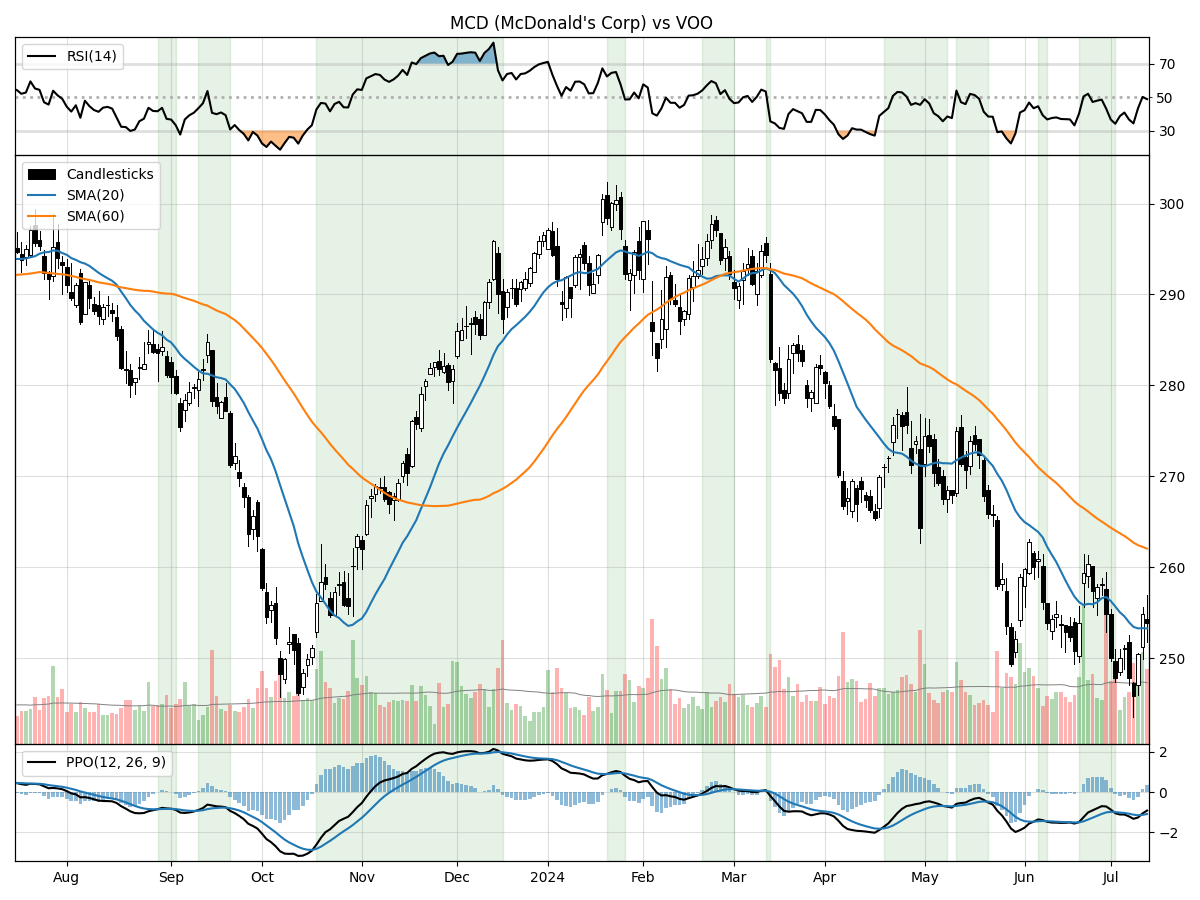 MCD (McDonald's Corp) vs VOO
RSI(14)
70
50
30
Candlesticks
SMA(20)
SMA(60)
300
290
280
270
260
250
PPO(12, 26, 9)
2
0
−2
Aug Sep Oct Nov Dec 2024 Feb Mar Apr May Jun Jul